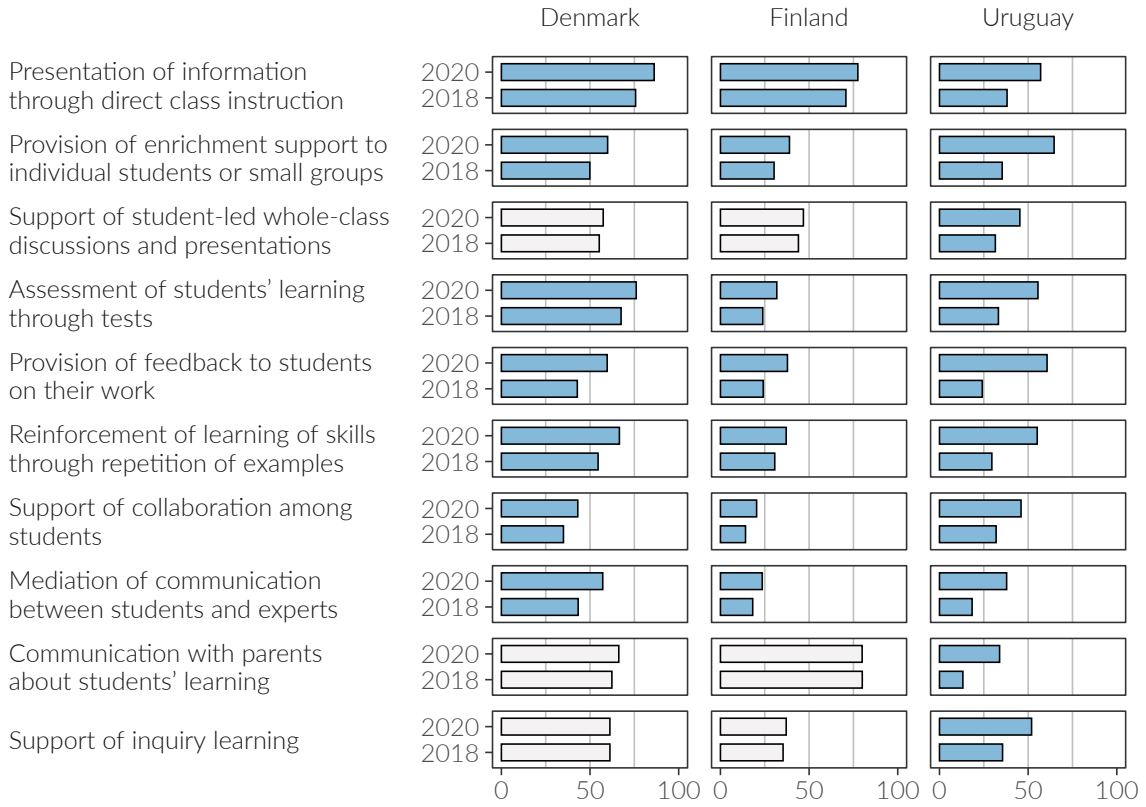 Denmark Finland Uruguay
Presentation of information
through direct class instruction
2020
2018
Provision of enrichment support to
individual students or small groups
2020
2018
Support of student-led whole-class
discussions and presentations
2020
2018
Assessment of students’ learning
through tests
2020
2018
Provision of feedback to students
on their work
2020
2018
Reinforcement of learning of skills
through repetition of examples
2020
2018
Support of collaboration among
students
2020
2018
Mediation of communication
between students and experts
2020
2018
Communication with parents
about students’ learning
2020
2018
Support of inquiry learning
2020
2018
0 50 100 0 50 100 0 50 100